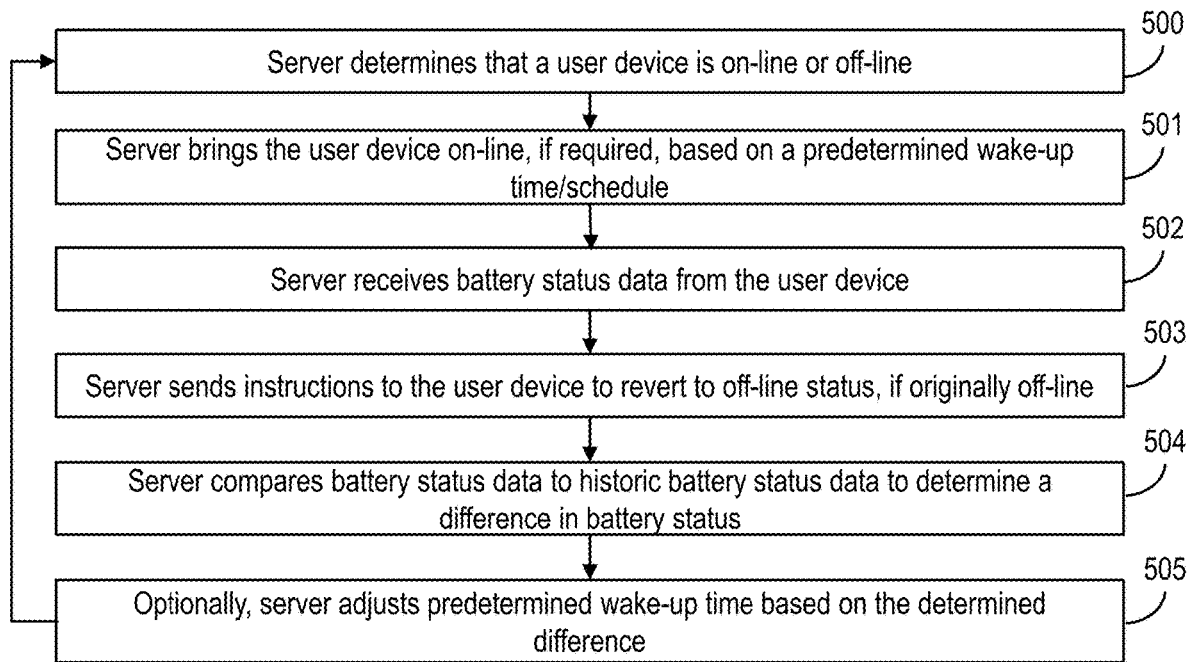 500
Server determines that a user device is on-line or off-line
501
Server brings the user device on-line, if required, based on a predetermined wake-up
time/schedule
502
Server receives battery status data from the user device
503
Server sends instructions to the user device to revert to off-line status, if originally off-line
504
Server compares battery status data to historic battery status data to determine a
difference in battery status
505
Optionally, server adjusts predetermined wake-up time based on the determined
difference